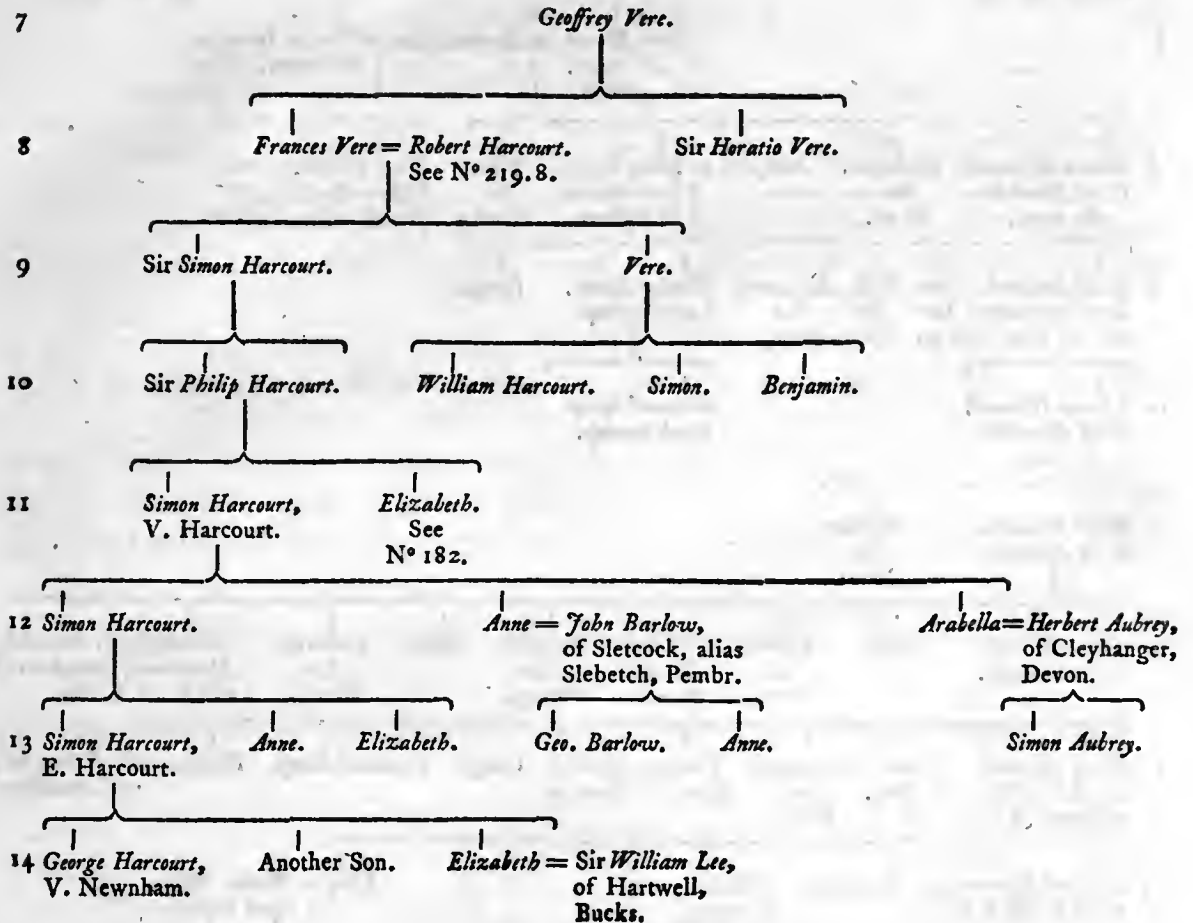 7 Geoffrey Vere.
8 Frances Vere = Robert Harcourt. Sir Horatio Vere.
See Nº 219.8.
9 Sir Simon Harcourt. Vere.
10 Sir Philip Harcourt. William Harcourt. Simon. Benjamin.
11 Simon Harcourt, Elizabeth.
V. Harcourt. See
Nº 182.
12 Simon Harcourt. Anne = John Barlow, Arabella = Herbert Aubrey,
of Sletcock, alias of Cleyhanger,
Slebetch, Pembr. Devon.
13 Simon Harcourt, Anne. Elizabeth. Geo. Barlow. Anne. Simon Aubrey.
E. Harcourt.
14 George Harcourt, Another Son. Elizabeth = Sir William Lee,
V. Newnham. of Hartwell,
Bucks.